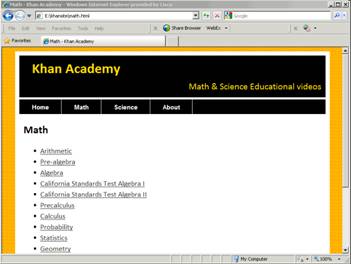 Math - Khan Academy - Windows Internet Explorer provided by Cisco
E:\khansite\math.html
Google
File Edit View Favorites Tools Help
Share Browser WebEx
Favorites Math - Khan Academy
Khan Academy
Math & Science Educational videos
Home Math Science About
Math
Arithmetic
Pre-algebra
Algebra
California Standards Test Algebra I
California Standards Test Algebra II
Precalculus
Calculus
Probability
Statistics
Geometry
My Computer 100%